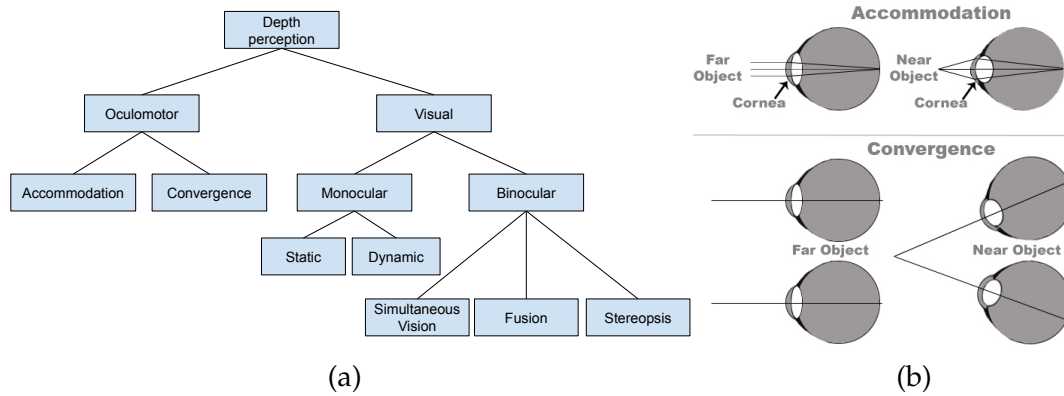 Depth
perception
Oculomotor
Visual
Accommodation
Convergence
Monocular
Binocular
Static
Dynamic
Simultaneous
Vision
Fusion
Stereopsis
(a)
Accommodation
Far
Object
Cornea
Near
Object
Cornea
Convergence
Far Object
Near Object
(b)